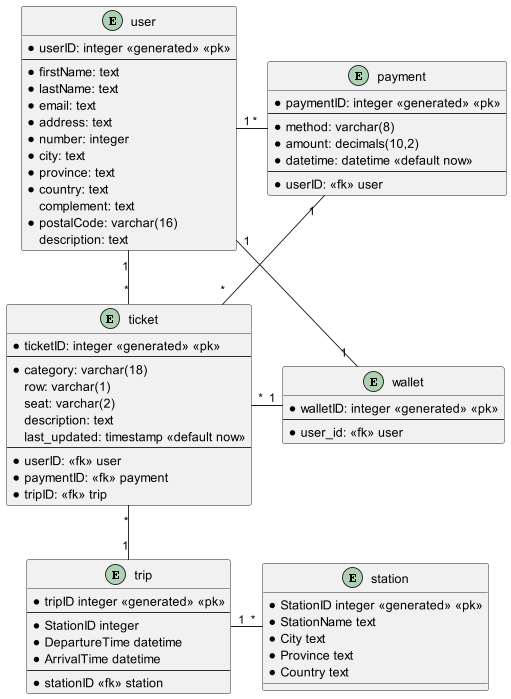 E user
* userID: integer «generated» «pk»
* firstName: text
* lastName: text
* email: text
* address: text
* number: integer
* city: text
* province: text
* country: text
complement: text
* postalCode: varchar(16)
description: text
1 *
E payment
* paymentID: integer «generated» «pk»
* method: varchar(8)
* amount: decimals(10,2)
* datetime: datetime «default now»
* userID: «fk» user
1
1
1
*
*
E ticket
* ticketID: integer «generated» «pk»
* category: varchar(18)
row: varchar(1)
seat: varchar(2)
description: text
last_updated: timestamp «default now»
* userID: «fk» user
* paymentID: «fk» payment
* tripID: «fk» trip
1
* 1
E wallet
* walletID: integer «generated» «pk»
* user_id: «fk» user
*
1
E trip
* tripID integer «generated» «pk»
* StationID integer
* DepartureTime datetime
* ArrivalTime datetime
* stationID «fk» station
1 *
E station
* StationID integer «generated» «pk»
* StationName text
* City text
* Province text
* Country text